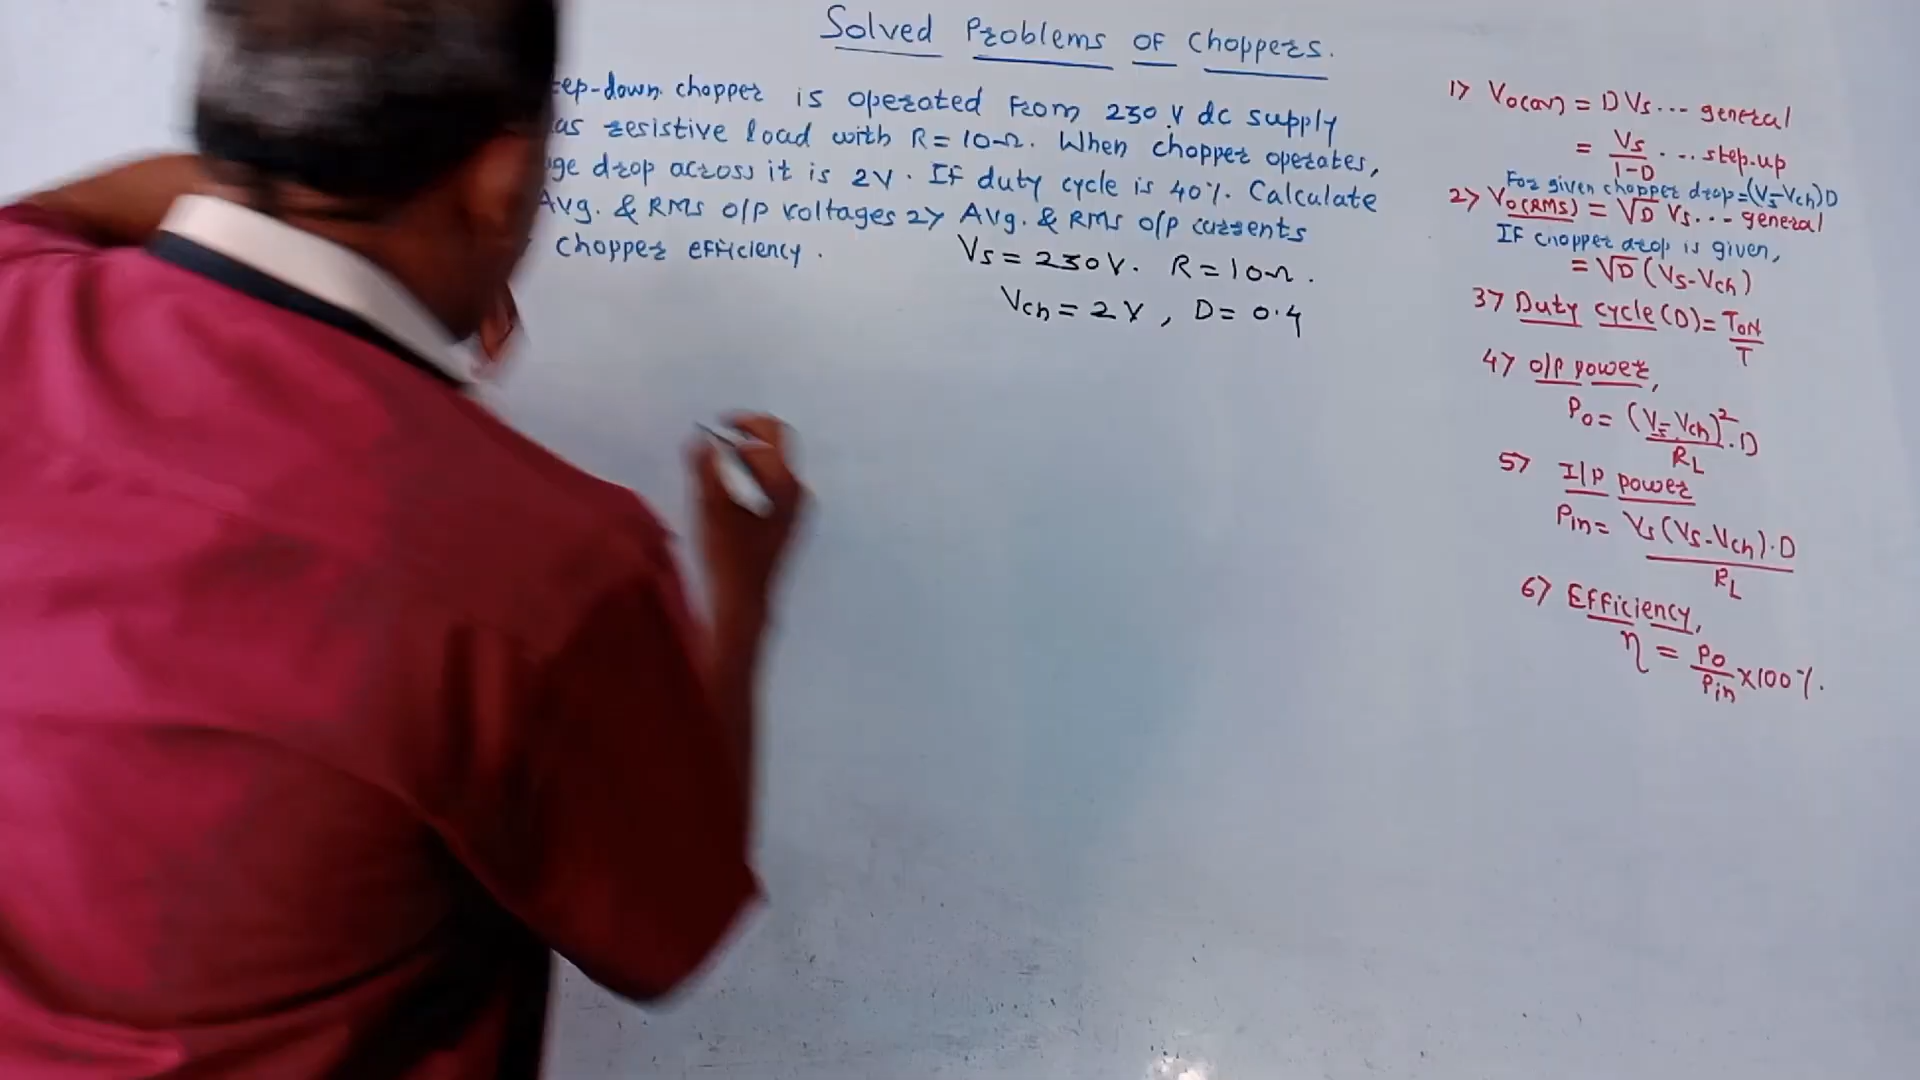 Solved Problems OF Choppers.
tep-down chopper is operated From 230 V dc supply
as resistive load with R = 10Ω. When chopper operates,
ge drop across it is 2V. If duty cycle is 40%. Calculate
Avg. & RMS o/p voltages 2> Avg. & RMS o/p currents
chopper efficiency.
Vs = 230V. R = 10Ω.
Vch = 2V, D = 0.4
1> Vo(av) = DVs... general
= Vs/1-D ... step-up
For given chopper drop=(Vs-Vch)D
2> Vo(RMS) = √D Vs... general
IF chopper drop is given,
= √D (Vs-Vch)
3> Duty cycle(D)= TON/T
4> o/p power,
Po = (Vs-Vch)²/RL . D
5> I/p power
Pin = Vs(Vs-Vch).D/RL
6> Efficiency,
η = Po/Pin x100%.